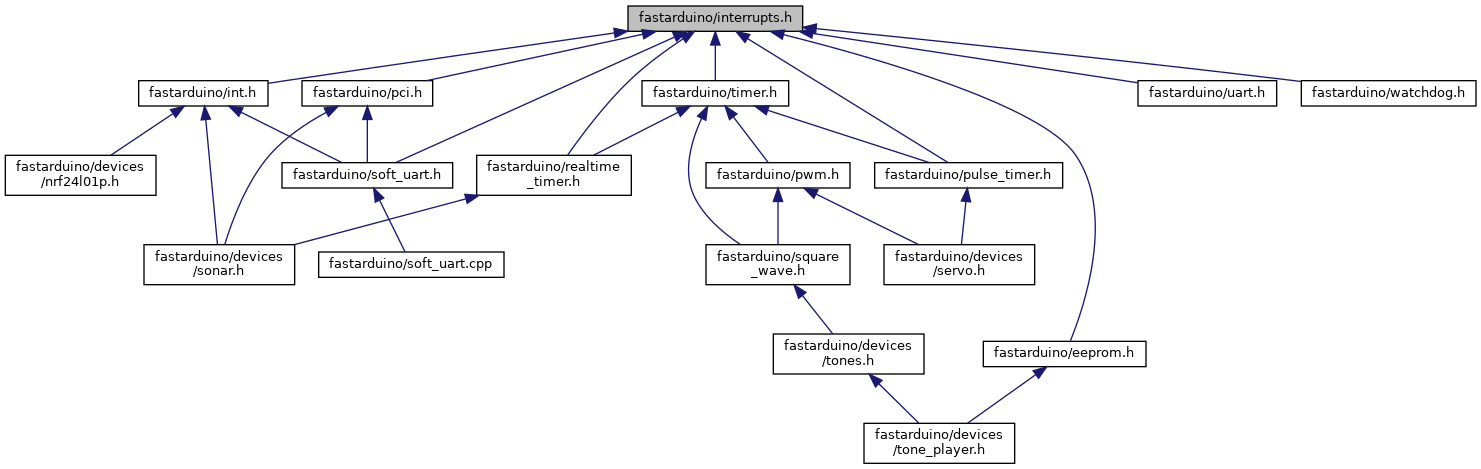 fastarduino/interrupts.h
fastarduino/int.h
fastarduino/pci.h
fastarduino/timer.h
fastarduino/uart.h
fastarduino/watchdog.h
fastarduino/devices
/nrf24l01p.h
fastarduino/soft_uart.h
fastarduino/realtime
_timer.h
fastarduino/pwm.h
fastarduino/pulse_timer.h
fastarduino/devices
/sonar.h
fastarduino/soft_uart.cpp
fastarduino/square
_wave.h
fastarduino/devices
/servo.h
fastarduino/devices
/tones.h
fastarduino/eeprom.h
fastarduino/devices
/tone_player.h